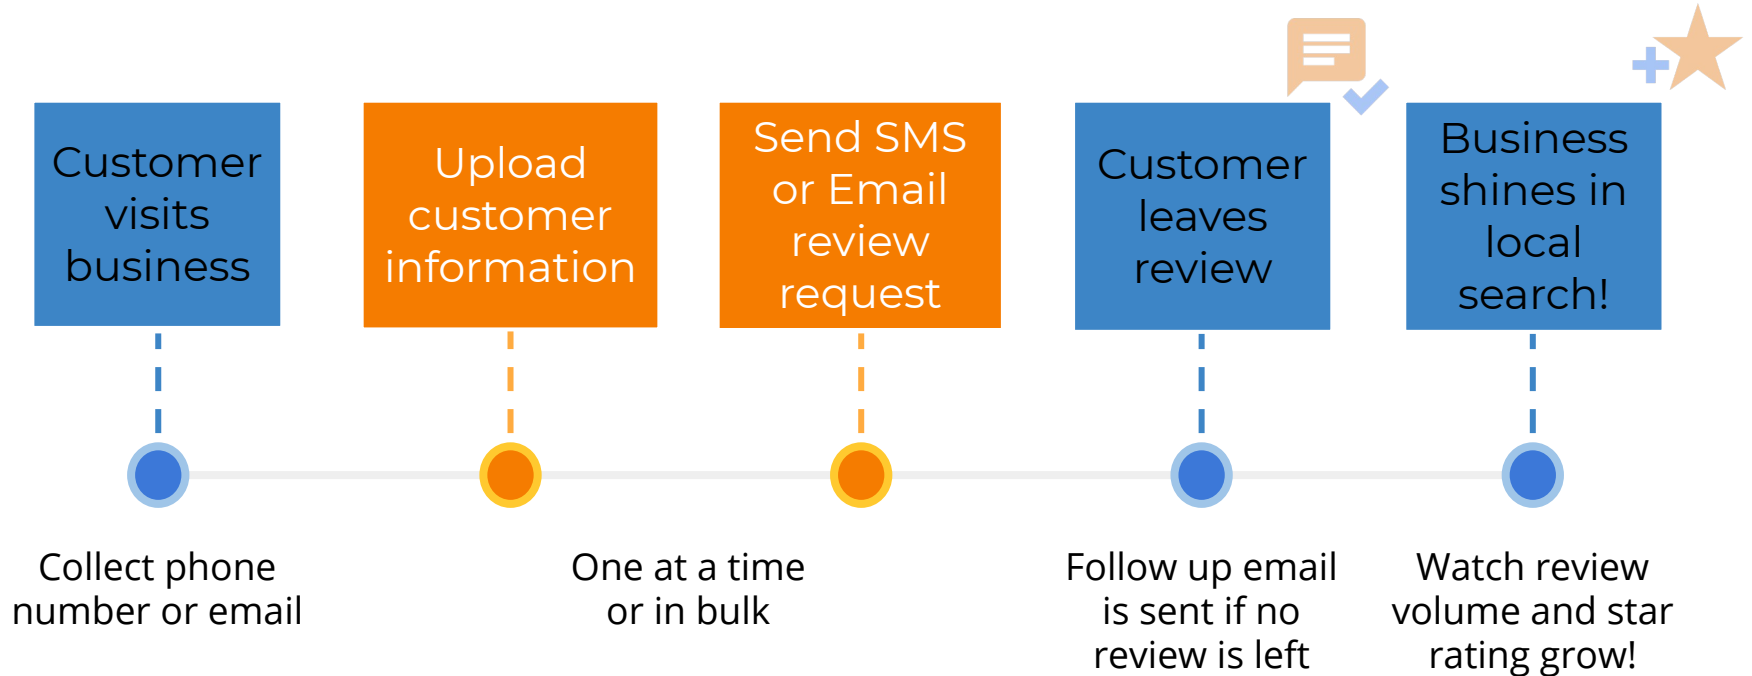 Customer
visits
business
Upload
customer
information
Send SMS
or Email
review
request
Customer
leaves
review
Business
shines in
local
search!
Collect phone
number or email
One at a time
or in bulk
Follow up email
is sent if no
review is left
Watch review
volume and star
rating grow!